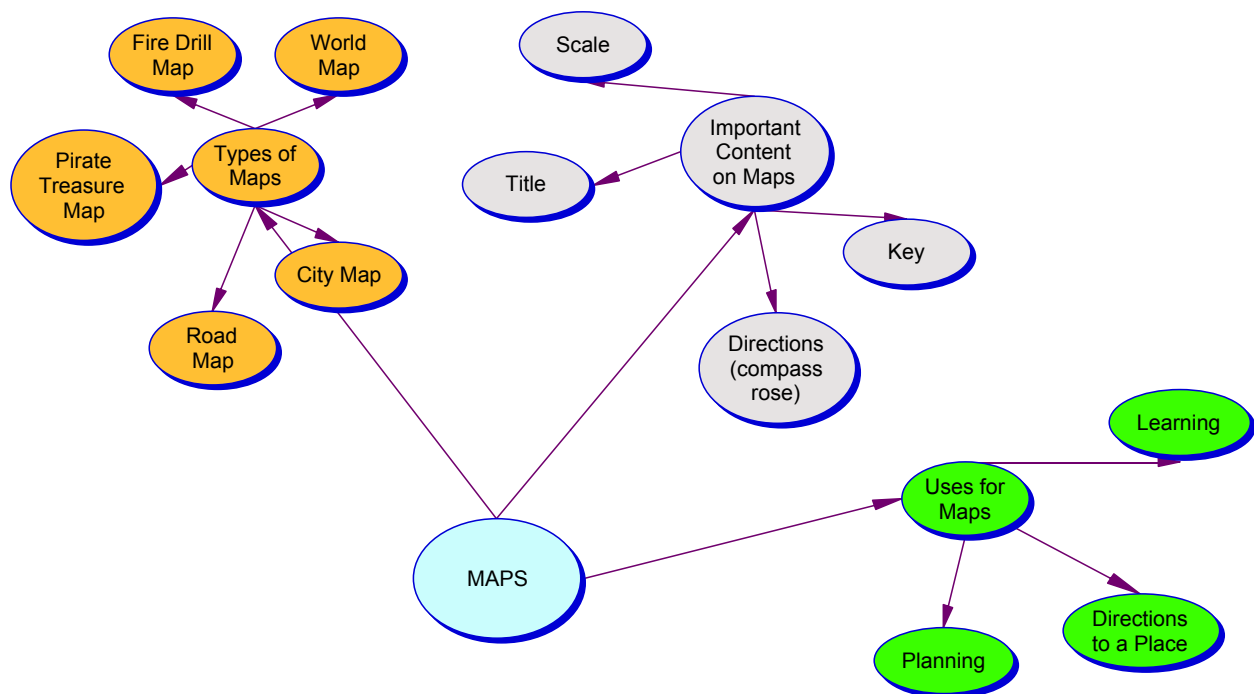 Fire Drill
Map
World
Map
Pirate
Treasure
Map
Types of
Maps
City Map
Road
Map
Scale
Important
Content
on Maps
Title
Key
Directions
(compass
rose)
MAPS
Learning
Uses for
Maps
Directions
to a Place
Planning